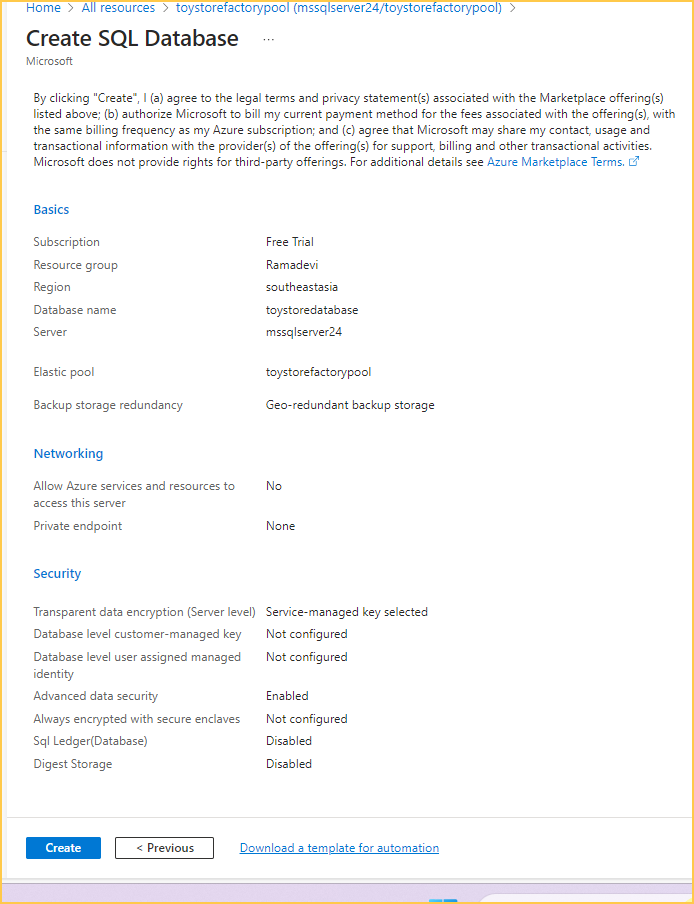 Home > All resources > toystorefactorypool (mssqlserver24/toystorefactorypool) >
Create SQL Database ...
Microsoft
By clicking "Create", I (a) agree to the legal terms and privacy statement(s) associated with the Marketplace offering(s)
listed above; (b) authorize Microsoft to bill my current payment method for the fees associated with the offering(s), with
the same billing frequency as my Azure subscription; and (c) agree that Microsoft may share my contact, usage and
transactional information with the provider(s) of the offering(s) for support, billing and other transactional activities.
Microsoft does not provide rights for third-party offerings. For additional details see Azure Marketplace Terms.
Basics
Subscription Free Trial
Resource group Ramadevi
Region southeastasia
Database name toystoredatabase
Server mssqlserver24
Elastic pool toystorefactorypool
Backup storage redundancy Geo-redundant backup storage
Networking
Allow Azure services and resources to No
access this server
Private endpoint None
Security
Transparent data encryption (Server level) Service-managed key selected
Database level customer-managed key Not configured
Database level user assigned managed Not configured
identity
Advanced data security Enabled
Always encrypted with secure enclaves Not configured
Sql Ledger(Database) Disabled
Digest Storage Disabled
Create < Previous Download a template for automation